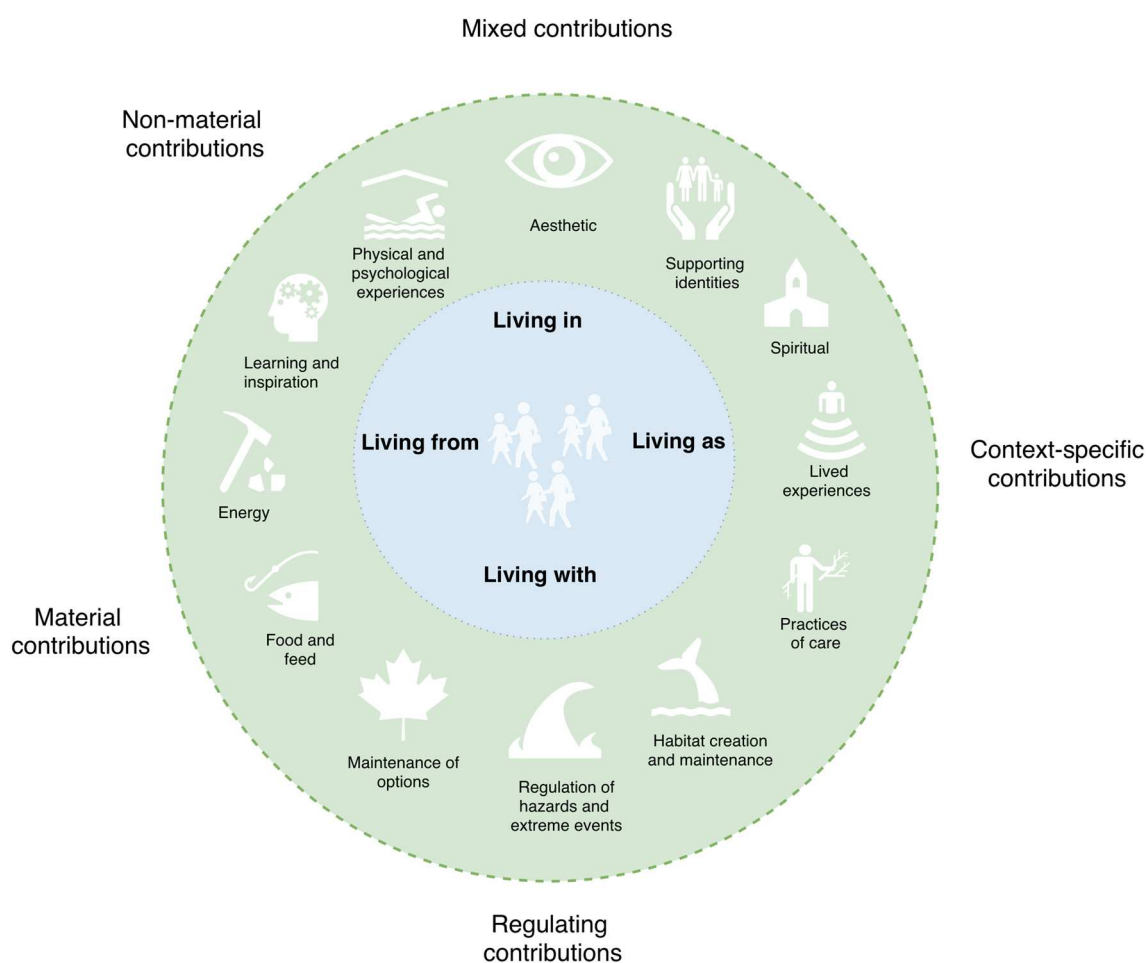 Mixed contributions
Non-material
contributions
Aesthetic
Physical and
psychological
experiences
Supporting
identities
Living in
Spiritual
Learning and
inspiration
Living from
Living as
Context-specific
contributions
Lived
experiences
Energy
Living with
Material
contributions
Food and
feed
Practices
of care
Maintenance of
options
Habitat creation
and maintenance
Regulation of
hazards and
extreme events
Regulating
contributions